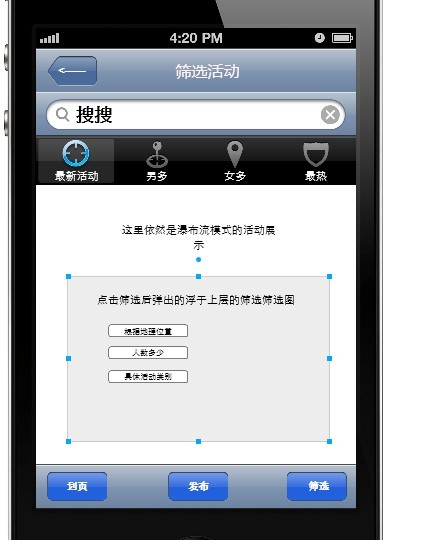 4:20 PM
筛选活动
搜搜
最新活动
男多
女多
最热
这里依然是瀑布流模式的活动展
示
点击筛选后弹出的浮于上层的筛选筛选图
根据地理位置
人数多少
具体活动类别
到页
发布
筛选